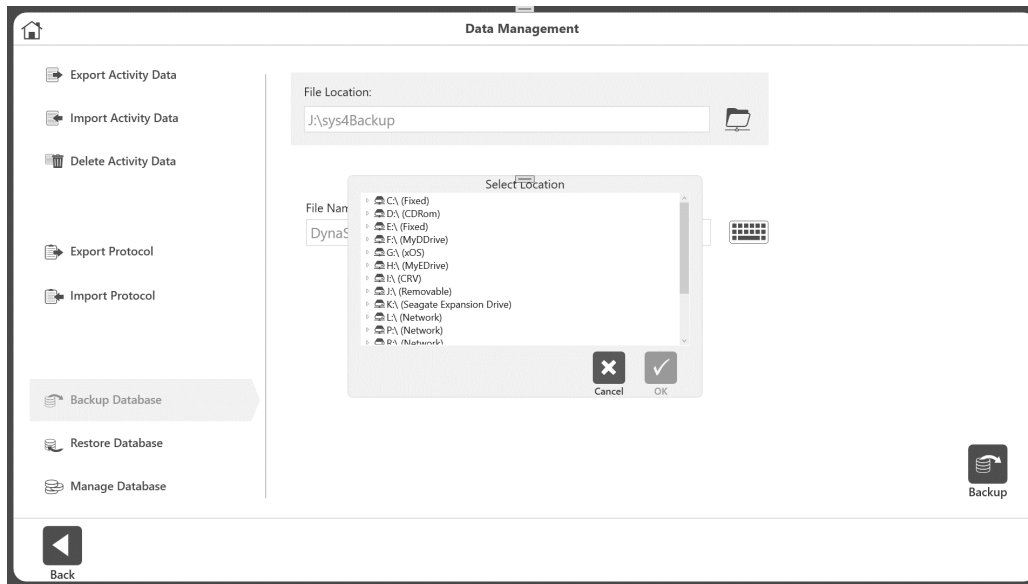 Data Management
Export Activity Data
Import Activity Data
Delete Activity Data
Export Protocol
Import Protocol
Backup Database
Restore Database
Manage Database
File Location:
J:\sys4Backup
File Nam
DynaS
Select Location
C:\ (Fixed)
D:\ (CDRom)
E:\ (Fixed)
F:\ (MyDDrive)
G:\ (xOS)
H:\ (MyEDrive)
I:\ (CRV)
J:\ (Removable)
K:\ (Seagate Expansion Drive)
L:\ (Network)
P:\ (Network)
R:\ (Network)
Cancel
OK
Backup
Back